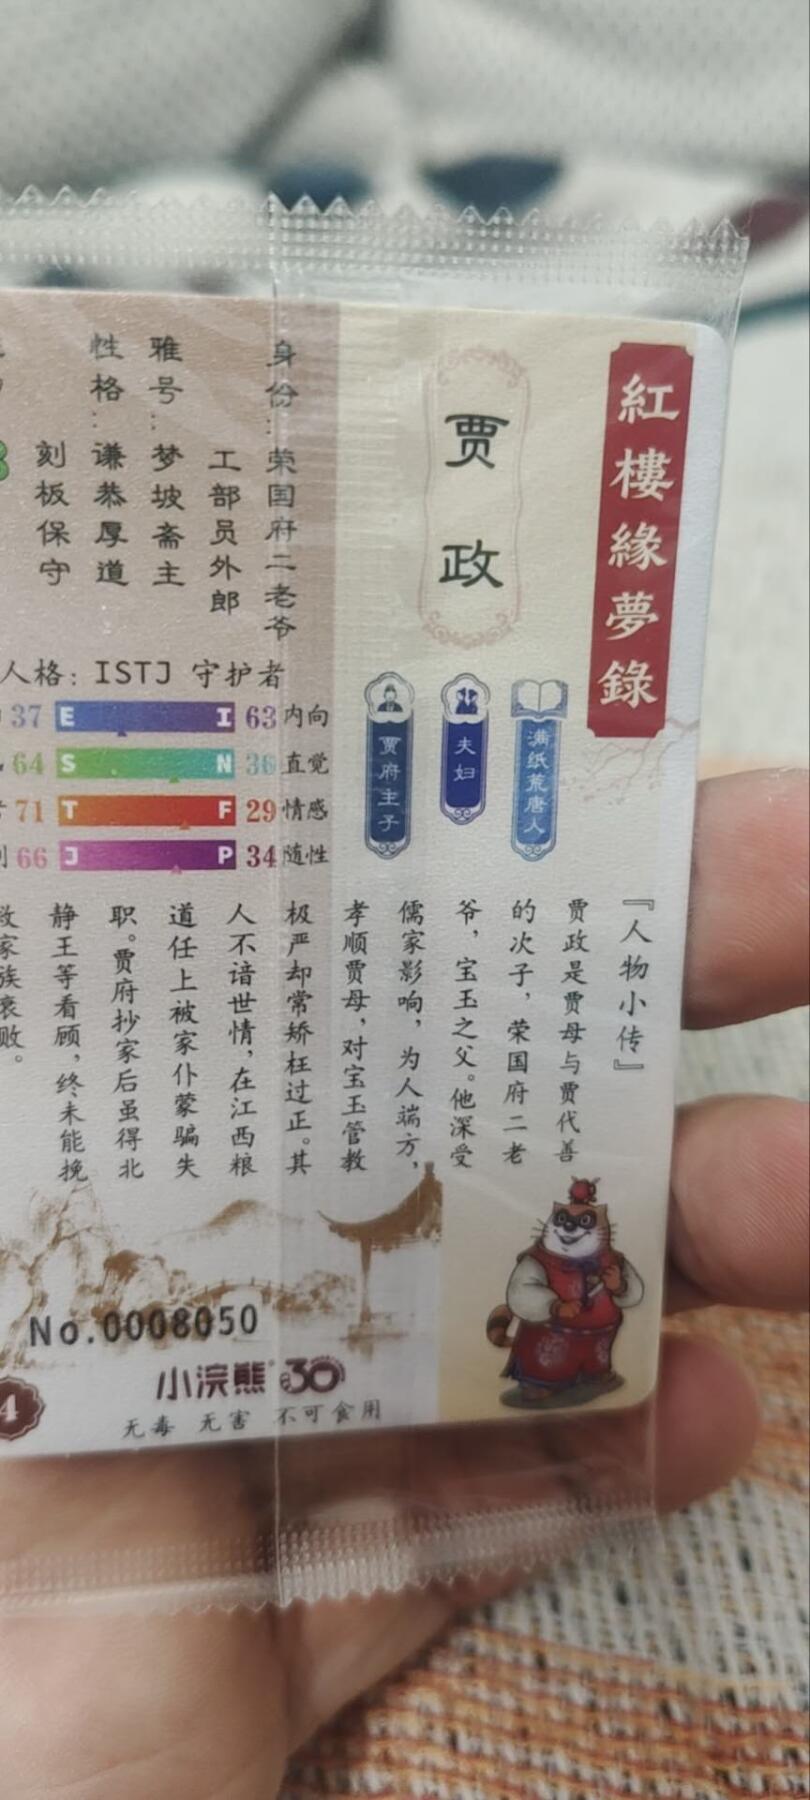 紅樓緣夢錄
贾政
满纸荒唐人
夫妇
贾府主子
身份：荣国府二老爷
工部员外郎
雅号：梦坡斋主
性格：谦恭厚道
刻板保守
人格：ISTJ 守护者
37 E I 63 内向
64 S N 36 直觉
71 T F 29 情感
66 J P 34 随性
『人物小传』
贾政是贾母与贾代善
的次子，荣国府二老
爷，宝玉之父。他深受
儒家影响，为人端方，
孝顺贾母，对宝玉管教
极严却常矫枉过正。其
人不谙世情，在江西粮
道任上被家仆蒙骗失
职。贾府抄家后虽得北
静王等看顾，终未能挽
救家族衰败。
No.0008050
小浣熊 30
4
无毒 无害 不可食用